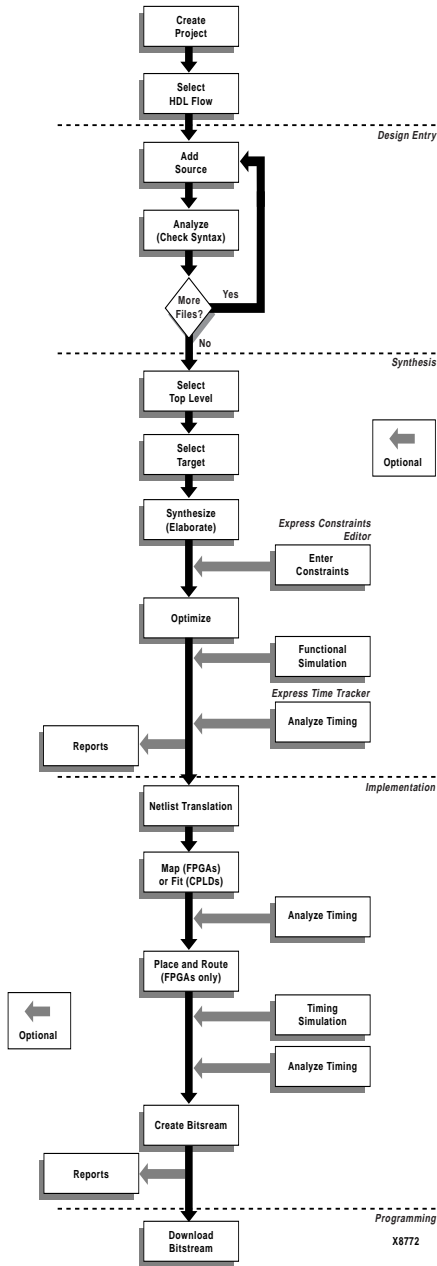 Create
Project
Select
HDL Flow
Design Entry
Add
Source
Analyze
(Check Syntax)
More
Files?
Yes
No
Synthesis
Select
Top Level
Select
Target
Optional
Synthesize
(Elaborate)
Express Constraints
Editor
Enter
Constraints
Optimize
Functional
Simulation
Express Time Tracker
Analyze Timing
Reports
Implementation
Netlist Translation
Map (FPGAs)
or Fit (CPLDs)
Analyze Timing
Place and Route
(FPGAs only)
Optional
Timing
Simulation
Analyze Timing
Create Bitsream
Reports
Programming
Download
Bitstream
X8772